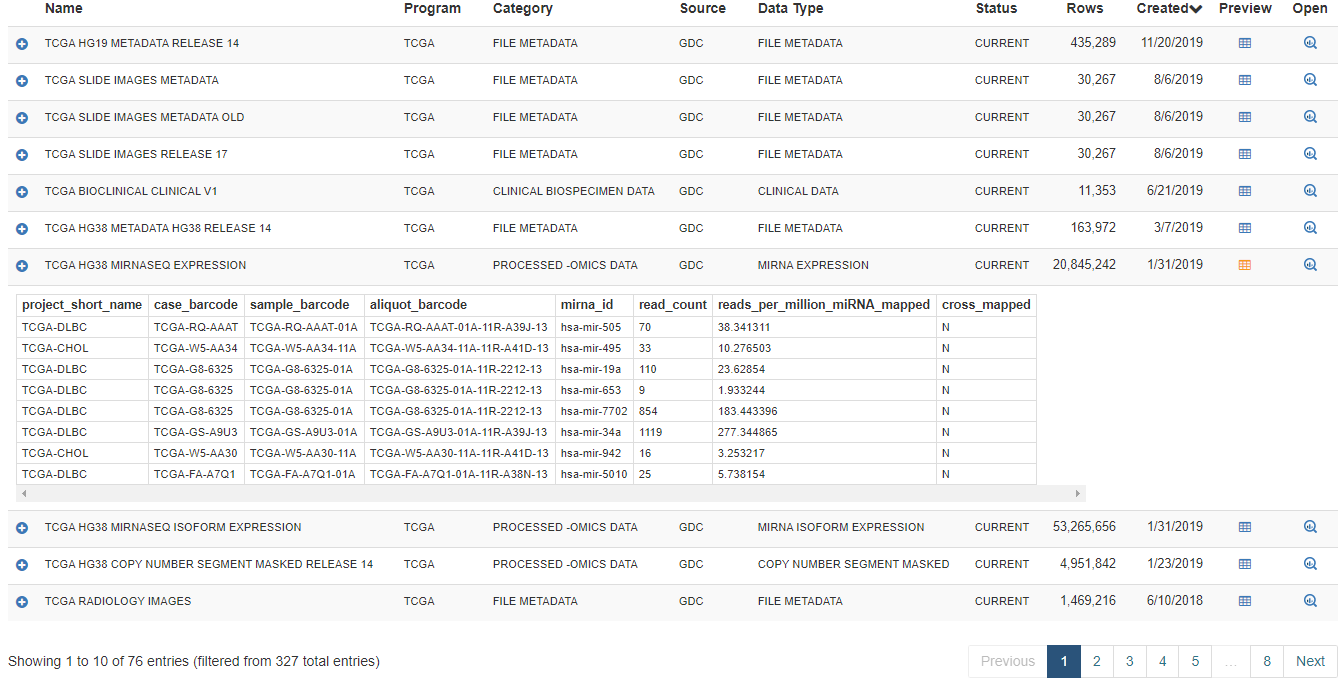 Name Program Category Source Data Type Status Rows Created Preview Open
TCGA HG19 METADATA RELEASE 14 TCGA FILE METADATA GDC FILE METADATA CURRENT 435,289 11/20/2019
TCGA SLIDE IMAGES METADATA TCGA FILE METADATA GDC FILE METADATA CURRENT 30,267 8/6/2019
TCGA SLIDE IMAGES METADATA OLD TCGA FILE METADATA GDC FILE METADATA CURRENT 30,267 8/6/2019
TCGA SLIDE IMAGES RELEASE 17 TCGA FILE METADATA GDC FILE METADATA CURRENT 30,267 8/6/2019
TCGA BIOCLINICAL CLINICAL V1 TCGA CLINICAL BIOSPECIMEN DATA GDC CLINICAL DATA CURRENT 11,353 6/21/2019
TCGA HG38 METADATA HG38 RELEASE 14 TCGA FILE METADATA GDC FILE METADATA CURRENT 163,972 3/7/2019
TCGA HG38 MIRNASEQ EXPRESSION TCGA PROCESSED -OMICS DATA GDC MIRNA EXPRESSION CURRENT 20,845,242 1/31/2019
project_short_name case_barcode sample_barcode aliquot_barcode mirna_id read_count reads_per_million_miRNA_mapped cross_mapped
TCGA-DLBC TCGA-RQ-AAAT TCGA-RQ-AAAT-01A TCGA-RQ-AAAT-01A-11R-A39J-13 hsa-mir-505 70 38.341311 N
TCGA-CHOL TCGA-W5-AA34 TCGA-W5-AA34-11A TCGA-W5-AA34-11A-11R-A41D-13 hsa-mir-495 33 10.276503 N
TCGA-DLBC TCGA-G8-6325 TCGA-G8-6325-01A TCGA-G8-6325-01A-11R-2212-13 hsa-mir-19a 110 23.62854 N
TCGA-DLBC TCGA-G8-6325 TCGA-G8-6325-01A TCGA-G8-6325-01A-11R-2212-13 hsa-mir-653 9 1.933244 N
TCGA-DLBC TCGA-G8-6325 TCGA-G8-6325-01A TCGA-G8-6325-01A-11R-2212-13 hsa-mir-7702 854 183.443396 N
TCGA-DLBC TCGA-GS-A9U3 TCGA-GS-A9U3-01A TCGA-GS-A9U3-01A-11R-A39J-13 hsa-mir-34a 1119 277.344865 N
TCGA-CHOL TCGA-W5-AA30 TCGA-W5-AA30-11A TCGA-W5-AA30-11A-11R-A41D-13 hsa-mir-942 16 3.253217 N
TCGA-DLBC TCGA-FA-A7Q1 TCGA-FA-A7Q1-01A TCGA-FA-A7Q1-01A-11R-A38N-13 hsa-mir-5010 25 5.738154 N
TCGA HG38 MIRNASEQ ISOFORM EXPRESSION TCGA PROCESSED -OMICS DATA GDC MIRNA ISOFORM EXPRESSION CURRENT 53,265,656 1/31/2019
TCGA HG38 COPY NUMBER SEGMENT MASKED RELEASE 14 TCGA PROCESSED -OMICS DATA GDC COPY NUMBER SEGMENT MASKED CURRENT 4,951,842 1/23/2019
TCGA RADIOLOGY IMAGES TCGA FILE METADATA GDC FILE METADATA CURRENT 1,469,216 6/10/2018
Showing 1 to 10 of 76 entries (filtered from 327 total entries) Previous 1 2 3 4 5 … 8 Next